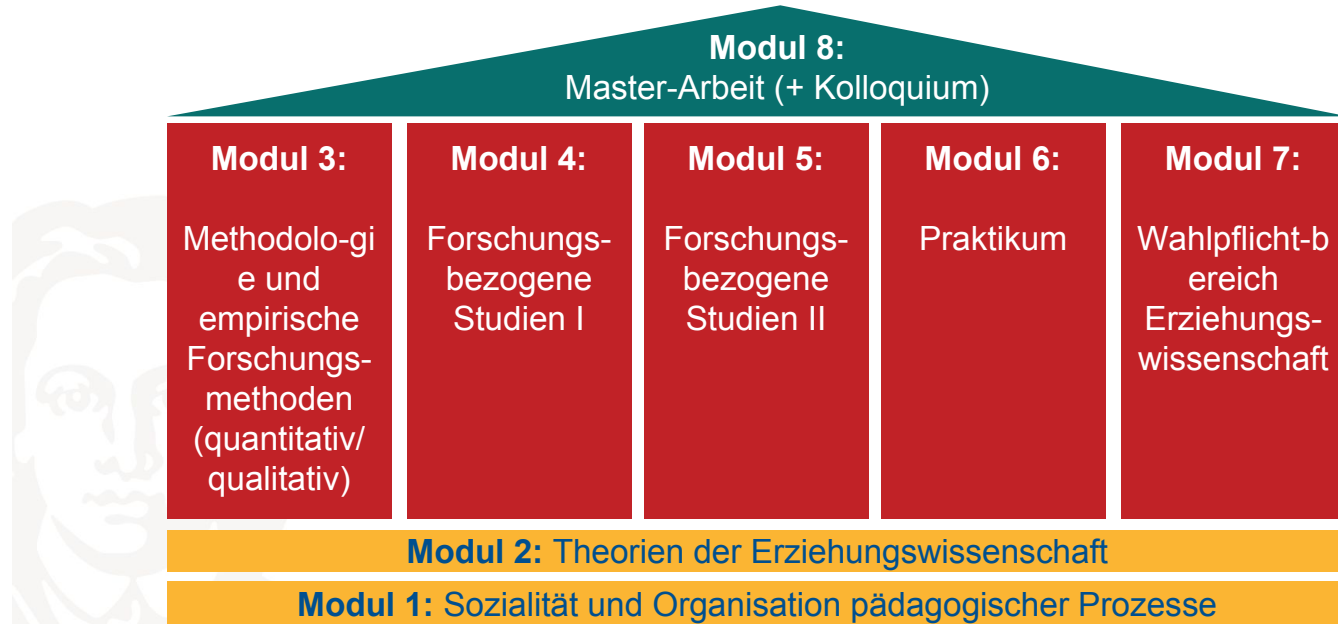 Modul 8:
Master-Arbeit (+ Kolloquium)
Modul 3:
Methodolo-gi
e und
empirische
Forschungs-
methoden
(quantitativ/
qualitativ)
Modul 4:
Forschungs-
bezogene
Studien I
Modul 5:
Forschungs-
bezogene
Studien II
Modul 6:
Praktikum
Modul 7:
Wahlpflicht-b
ereich
Erziehungs-
wissenschaft
Modul 2: Theorien der Erziehungswissenschaft
Modul 1: Sozialität und Organisation pädagogischer Prozesse